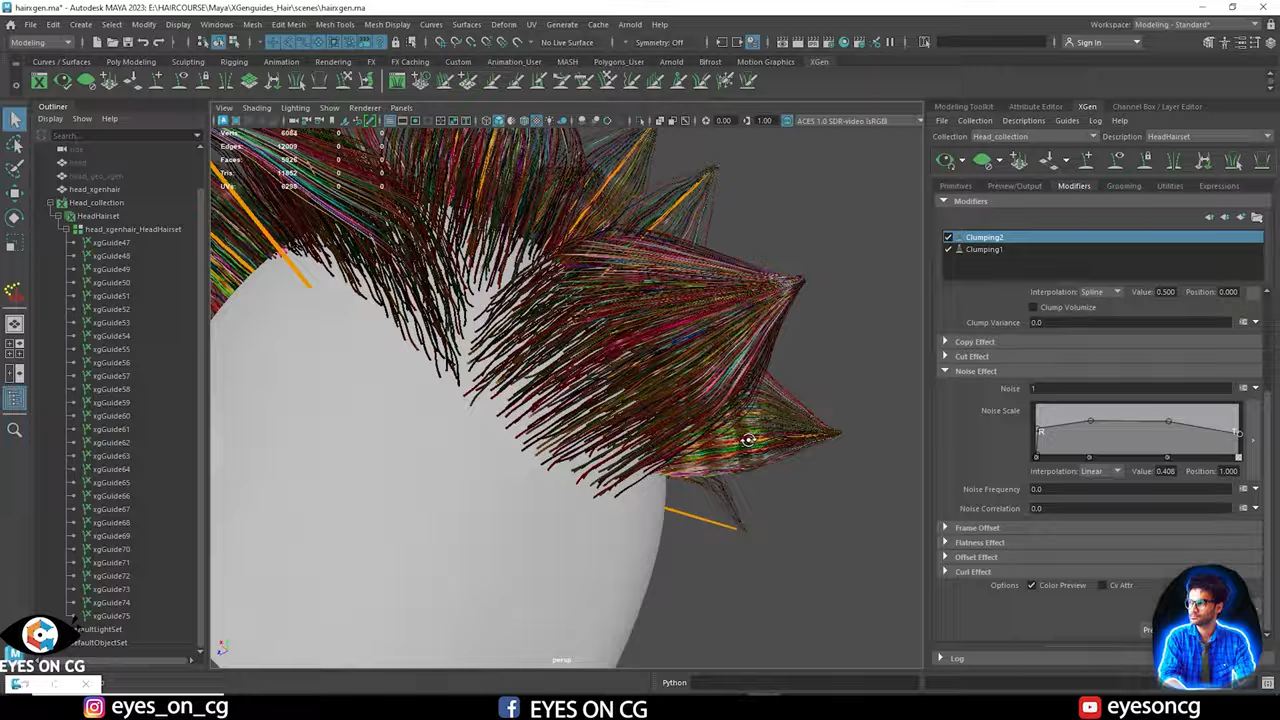 hairxgen.ma* - Autodesk MAYA 2023: E:\HAIRCOURSE\Maya\XGenguides_Hair\scenes\hairxgen.ma
File Edit Create Select Modify Display Windows Mesh Edit Mesh Mesh Tools Mesh Display Curves Surfaces Deform UV Generate Cache Arnold Help
Workspace: Modeling - Standard*
Modeling
No Live Surface
Symmetry: Off
Sign In
Curves / Surfaces Poly Modeling Sculpting Rigging Animation Rendering FX FX Caching Custom Animation_User MASH Polygons_User Arnold Bifrost Motion Graphics XGen
Outliner
Display Show Help
Search...
side
head
head_geo_xgen
head_xgenhair
Head_collection
HeadHairset
head_xgenhair_HeadHairset
xgGuide47
xgGuide48
xgGuide49
xgGuide50
xgGuide51
xgGuide52
xgGuide53
xgGuide54
xgGuide55
xgGuide56
xgGuide57
xgGuide58
xgGuide59
xgGuide60
xgGuide61
xgGuide62
xgGuide63
xgGuide64
xgGuide65
xgGuide66
xgGuide67
xgGuide68
xgGuide69
xgGuide70
xgGuide71
xgGuide72
xgGuide73
xgGuide74
xgGuide75
aultLightSet
aultObjectSet
View Shading Lighting Show Renderer Panels
0.00 1.00 ACES 1.0 SDR-video (sRGB)
Verts 6084 0 0
Edges: 12009 0 0
Faces: 5926 0 0
Tris: 11852 0 0
UVs: 6298 0 0
persp
Python
Modeling Toolkit Attribute Editor XGen Channel Box / Layer Editor
File Collection Descriptions Guides Log Help
Collection Head_collection Description HeadHairset
Primitives Preview/Output Modifiers Grooming Utilities Expressions
Modifiers
Clumping2
Clumping1
Interpolation: Spline Value: 0.500 Position: 0.000
Clump Volumize
Clump Variance 0.0
Copy Effect
Cut Effect
Noise Effect
Noise 1
Noise Scale
R
Interpolation: Linear Value: 0.408 Position: 1.000
Noise Frequency 0.0
Noise Correlation 0.0
Frame Offset
Flatness Effect
Offset Effect
Curl Effect
Options Color Preview Cv Attr
Log
EYES ON CG
eyes_on_cg
EYES ON CG
eyesoncg